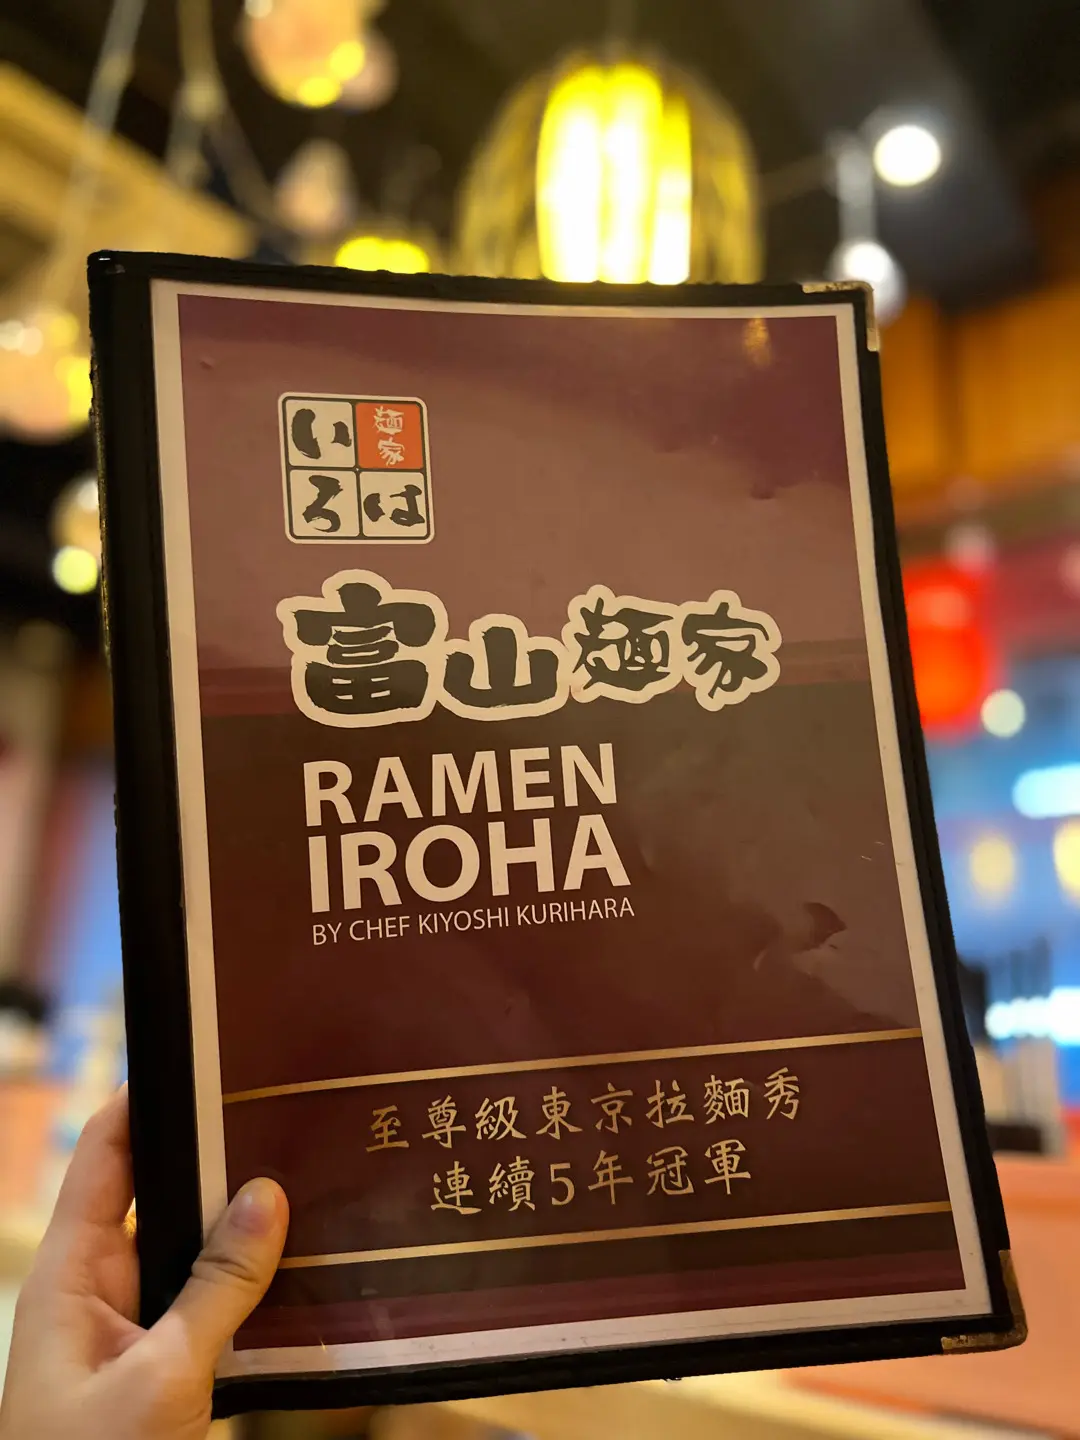 麺家
いろは
富山麺家
RAMEN
IROHA
BY CHEF KIYOSHI KURIHARA
至尊級東京拉麵秀
連續5年冠軍